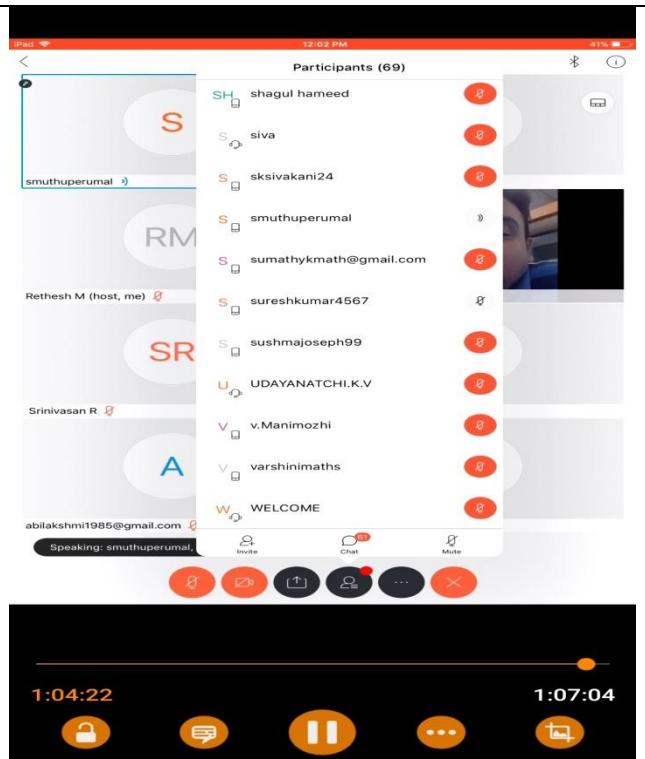 iPad 12:02 PM 41%
Participants (69)
SH shagul hameed
S siva
S sksivakani24
S smuthuperumal
S sumathykmath@gmail.com
S sureshkumar4567
S sushmajoseph99
U UDAYANATCHI.K.V
V v.Manimozhi
V varshinimaths
W WELCOME
Invite Chat 61 Mute
S
smuthuperumal
RM
Rethesh M (host, me)
SR
Srinivasan R
A
abilakshmi1985@gmail.com
Speaking: smuthuperumal,
1:04:22 1:07:04